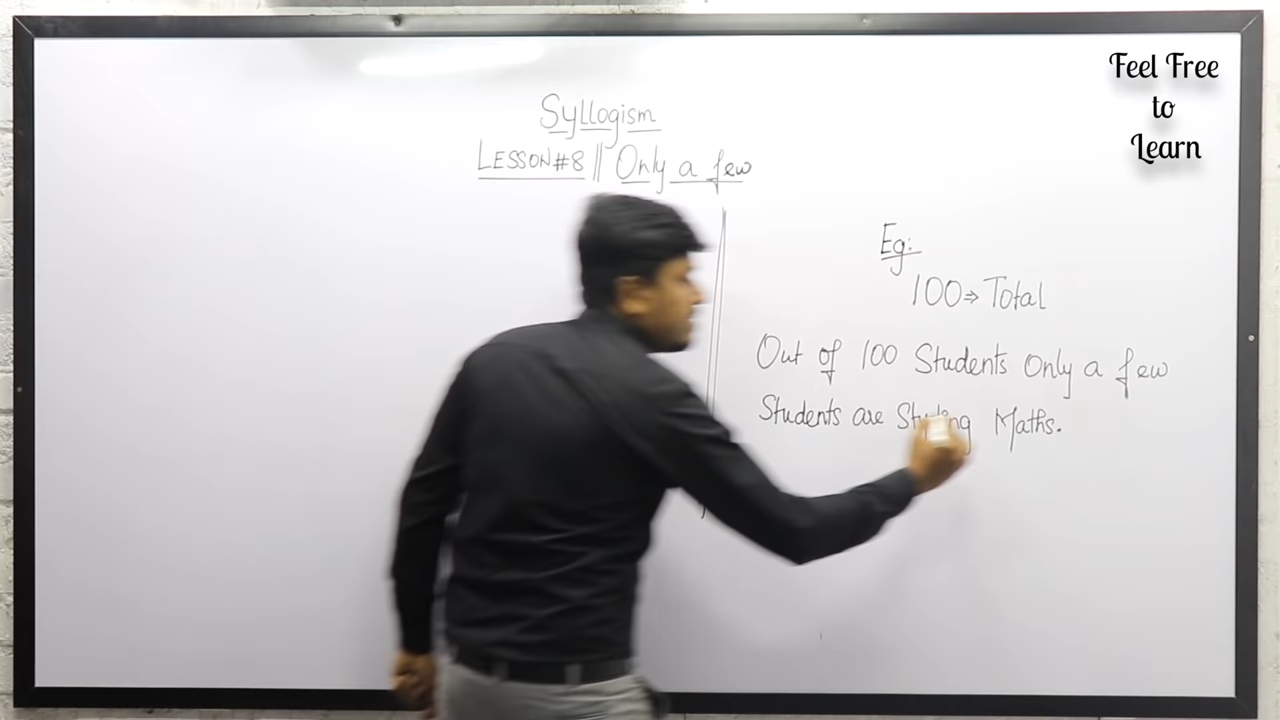 Feel Free
to
Learn
Syllogism
LESSON#8 || Only a few
Eg:
100⇒Total
Out of 100 Students Only a few
Students are Maths.